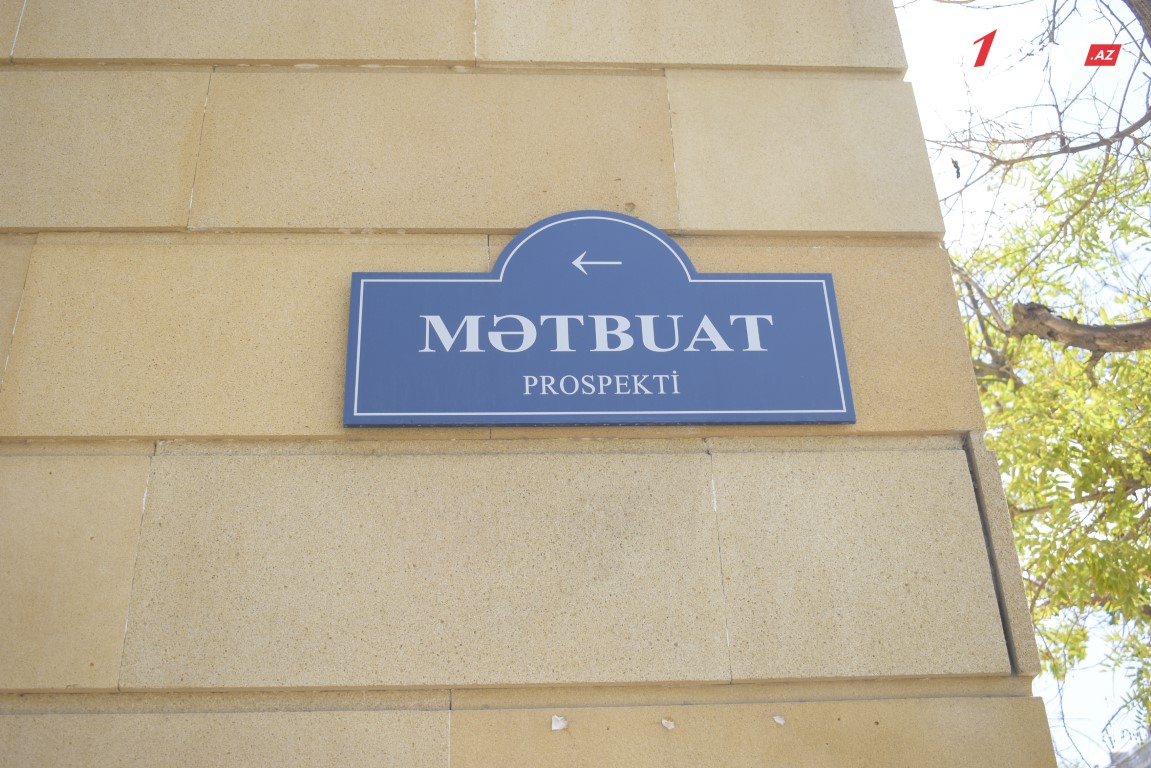 1 .AZ
←
MƏTBUAT
PROSPEKTİ